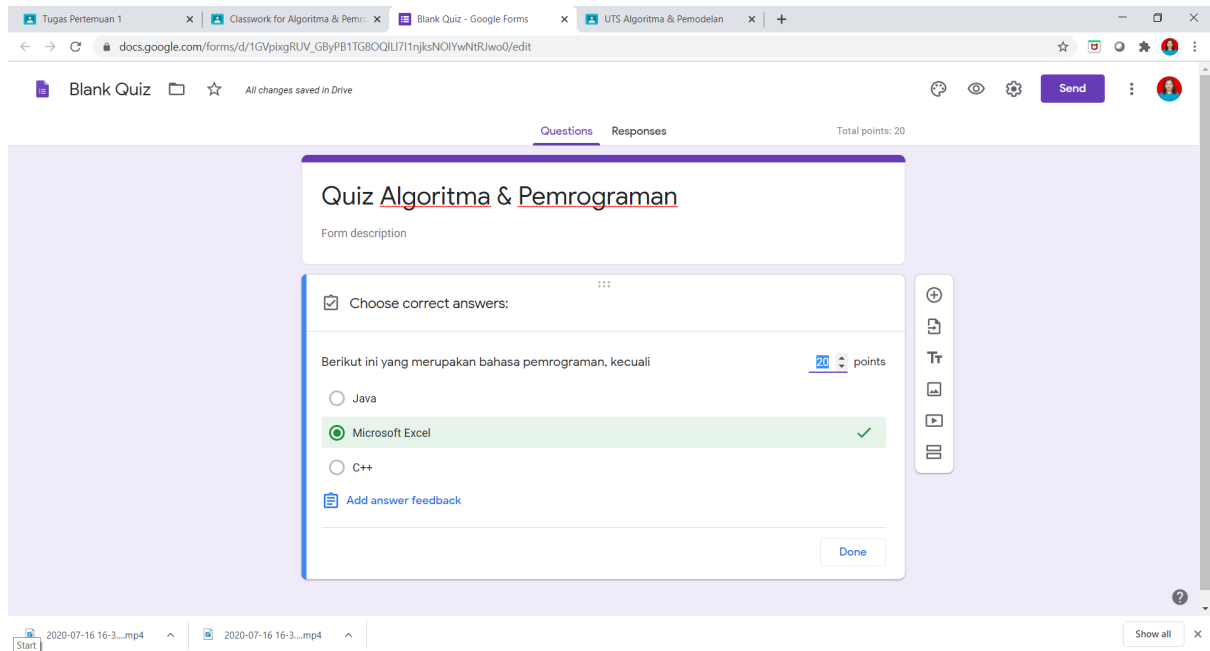 Tugas Pertemuan 1
Classwork for Algoritma & Pemro
Blank Quiz - Google Forms
UTS Algoritma & Pemodelan
docs.google.com/forms/d/1GVpixgRUV_GByPB1TG8OQlLI7I1njksNOIYwNtRJwo0/edit
Blank Quiz
All changes saved in Drive
Send
Questions
Responses
Total points: 20
Quiz Algoritma & Pemrograman
Form description
Choose correct answers:
Berikut ini yang merupakan bahasa pemrograman, kecuali
20 points
Java
Microsoft Excel
C++
Add answer feedback
Done
2020-07-16 16-3....mp4
2020-07-16 16-3....mp4
Show all
Start